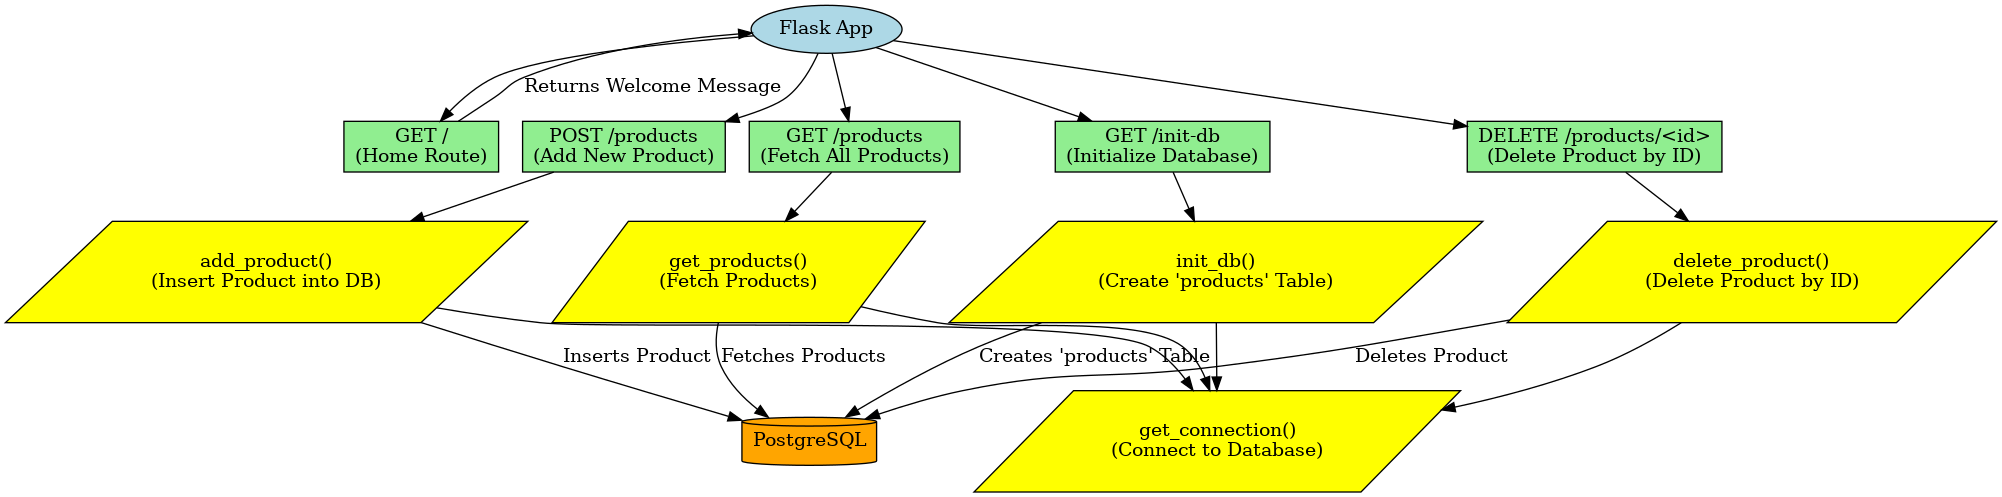 Flask App
Returns Welcome Message
GET /
(Home Route)
POST /products
(Add New Product)
GET /products
(Fetch All Products)
GET /init-db
(Initialize Database)
DELETE /products/<id>
(Delete Product by ID)
add_product()
(Insert Product into DB)
get_products()
(Fetch Products)
init_db()
(Create 'products' Table)
delete_product()
(Delete Product by ID)
Inserts Product
Fetches Products
Creates 'products' Table
Deletes Product
PostgreSQL
get_connection()
(Connect to Database)